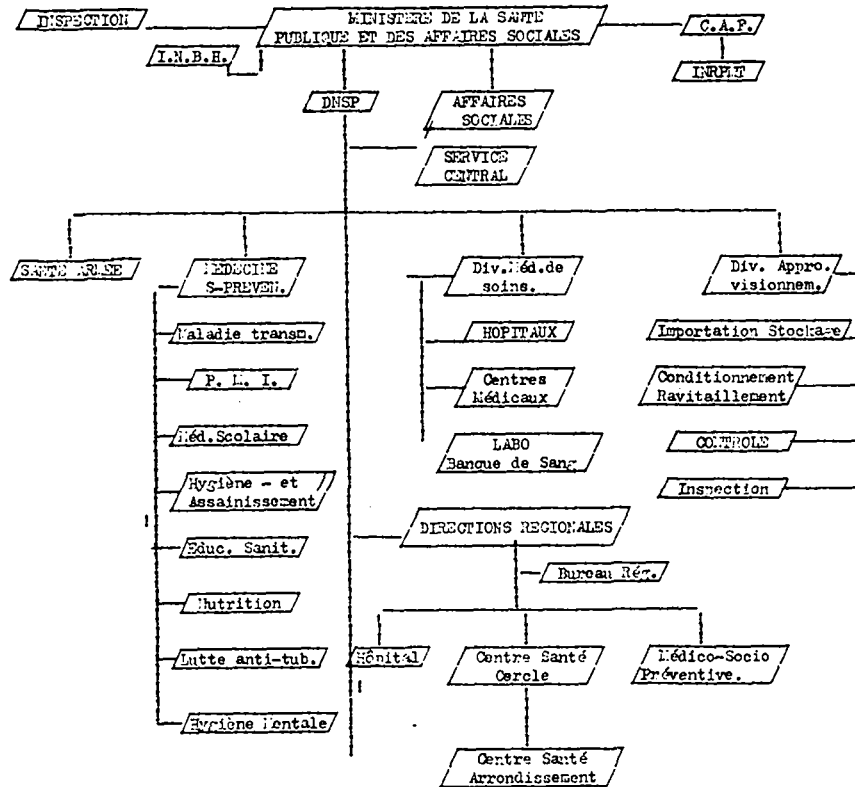 INSPECTION
MINISTERE DE LA SANTE
PUBLIQUE ET DES AFFAIRES SOCIALES
C.A.F.
I.N.B.H.
DNSP
AFFAIRES
SOCIALES
SERVICE
CENTRAL
SANTE ARMEE
MEDECINE
S-PREVEN.
Div.Méd.de
soins.
Div. Appro.
visionnem.
Maladie transm.
HOPITAUX
Importation Stockage
P. M. I.
Centres
Médicaux
Conditionnement
Ravitaillement
Méd.Scolaire
LABO
Banque de Sang
CONTROLE
Hygiène - et
Assainissement
Inspection
DIRECTIONS REGIONALES
Educ. Sanit.
Bureau Rég.
Nutrition
Lutte anti-tub.
Hôpital
Centre Santé
Cercle
Médico-Socio
Préventive.
Hygiène Mentale
Centre Santé
Arrondissement